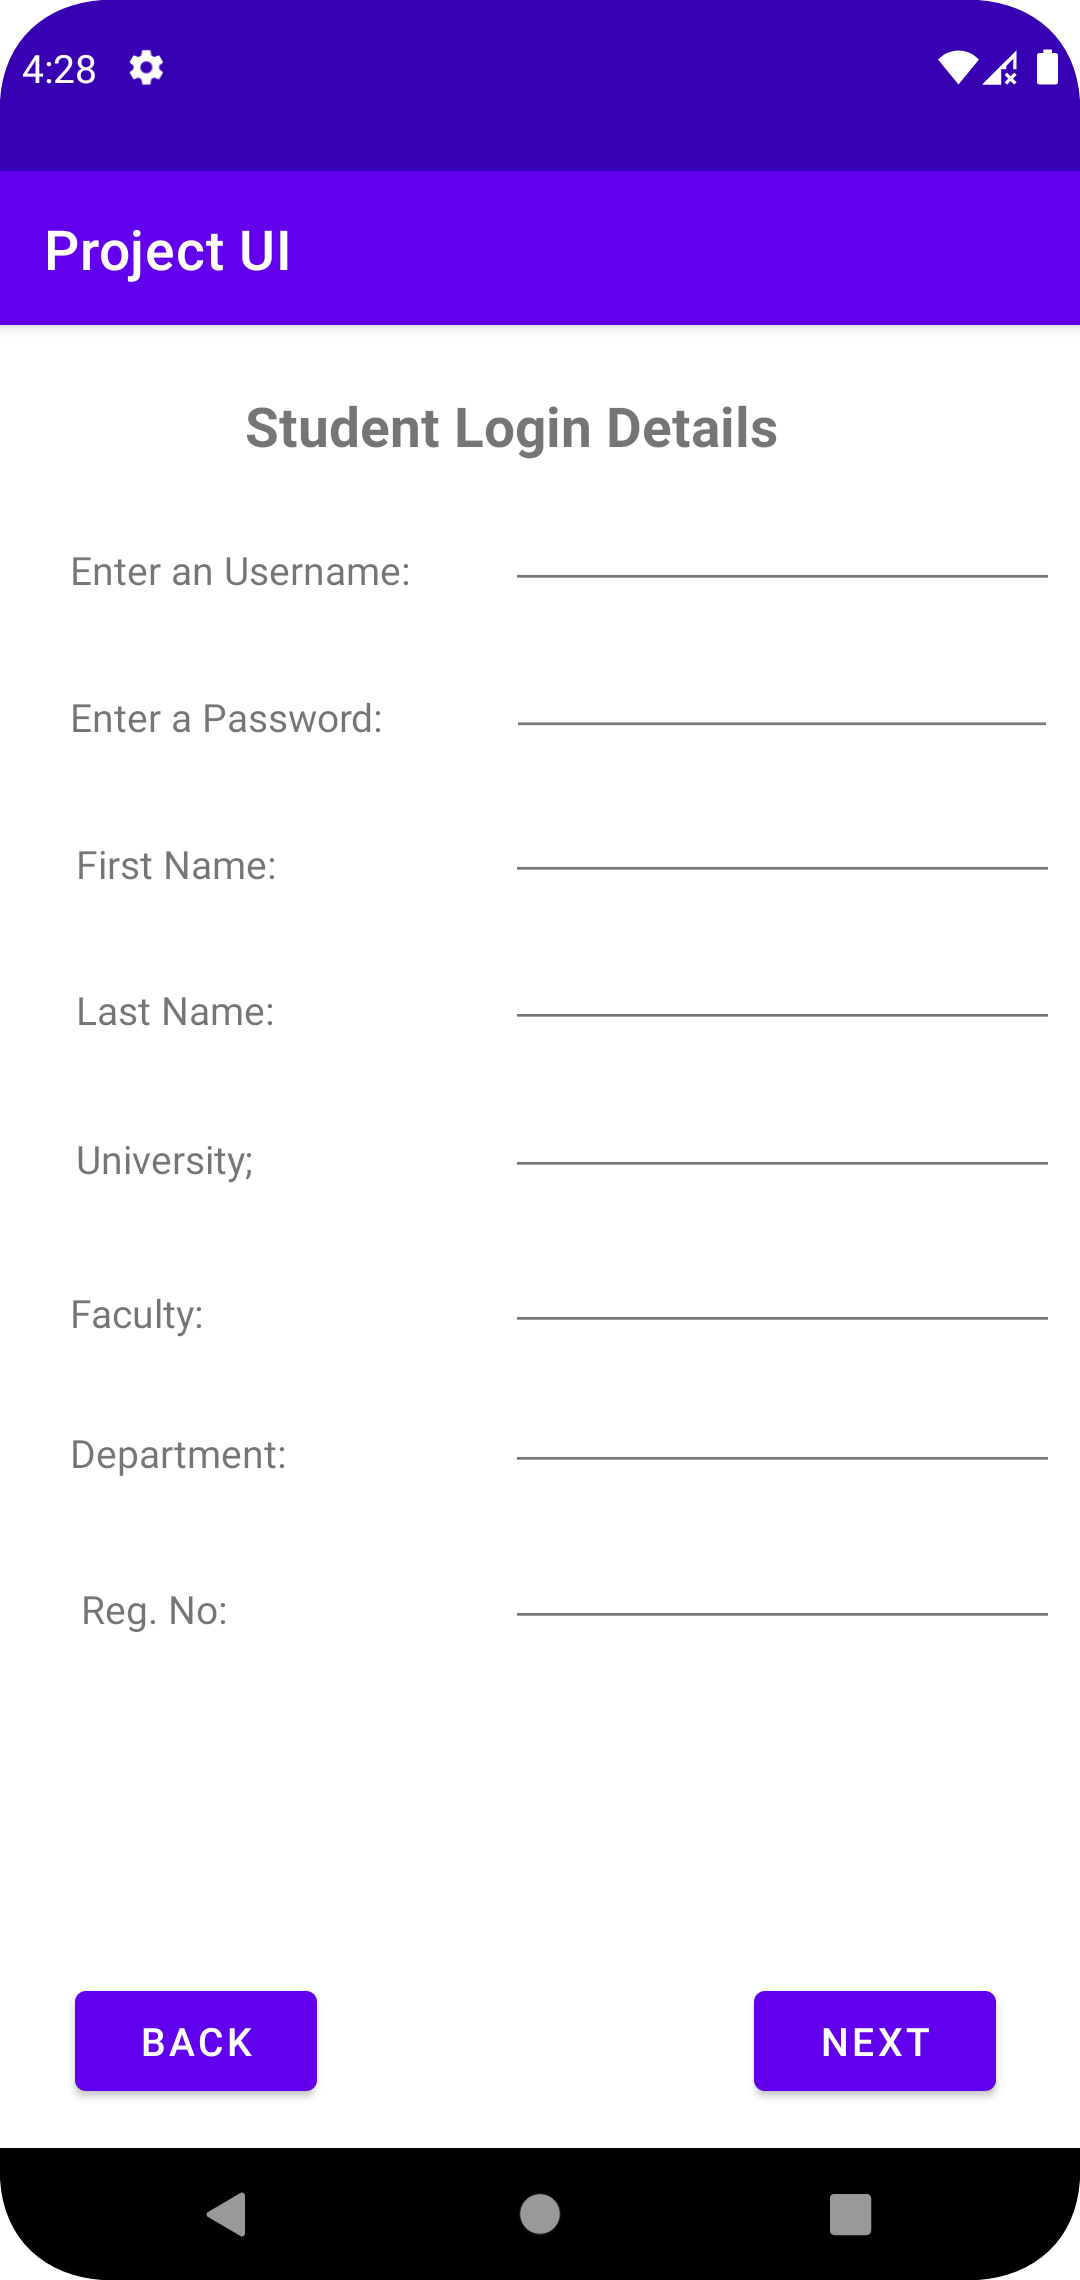 4:28
Project UI
Student Login Details
Enter an Username:
Enter a Password:
First Name:
Last Name:
University;
Faculty:
Department:
Reg. No:
BACK NEXT